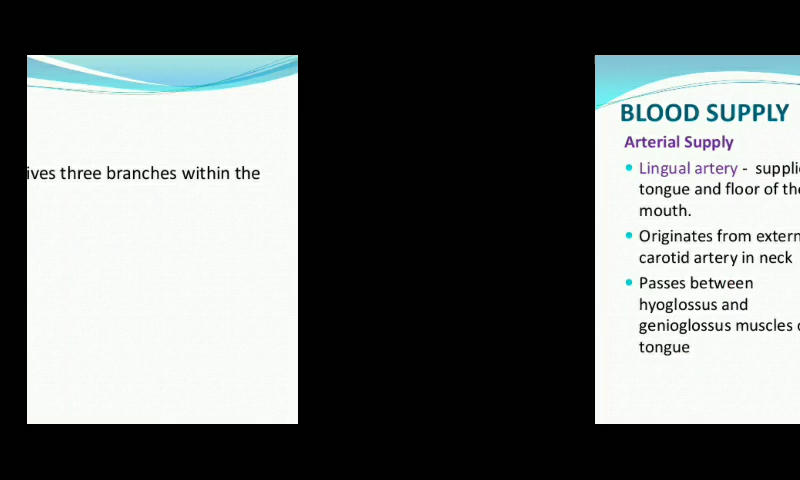 ives three branches within the
BLOOD SUPPLY
Arterial Supply
Lingual artery - suppli
tongue and floor of the
mouth.
Originates from extern
carotid artery in neck
Passes between
hyoglossus and
genioglossus muscles
tongue